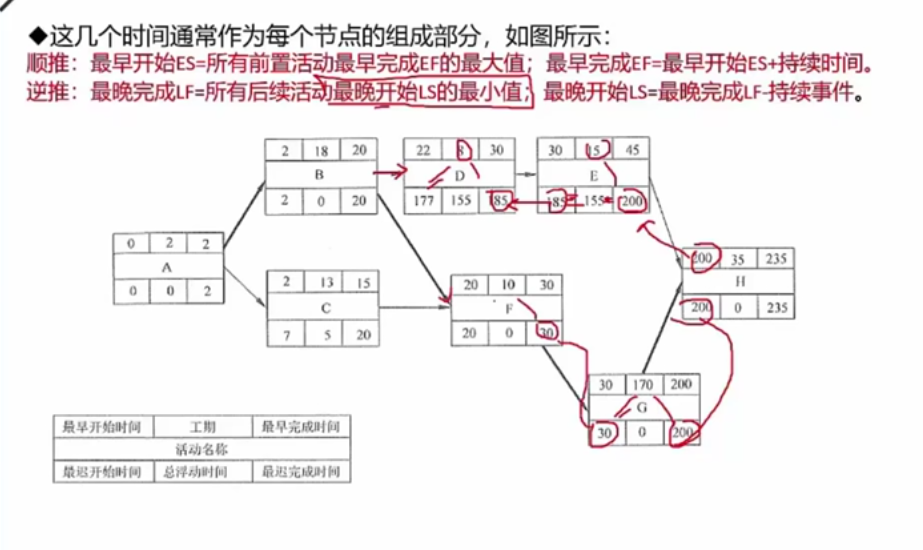 ◆这几个时间通常作为每个节点的组成部分，如图所示：
顺推：最早开始ES=所有前置活动最早完成EF的最大值；最早完成EF=最早开始ES+持续时间。
逆推：最晚完成LF=所有后续活动最晚开始LS的最小值；最晚开始LS=最晚完成LF-持续事件。
2 18 20
B
2 0 20
22 8 30
D
177 155 185
30 15 45
E
185 155 200
0 2 2
A
0 0 2
2 13 15
C
7 5 20
20 10 30
F
20 0 30
200 35 235
H
200 0 235
30 170 200
G
30 0 200
最早开始时间 工期 最早完成时间
活动名称
最迟开始时间 总浮动时间 最迟完成时间